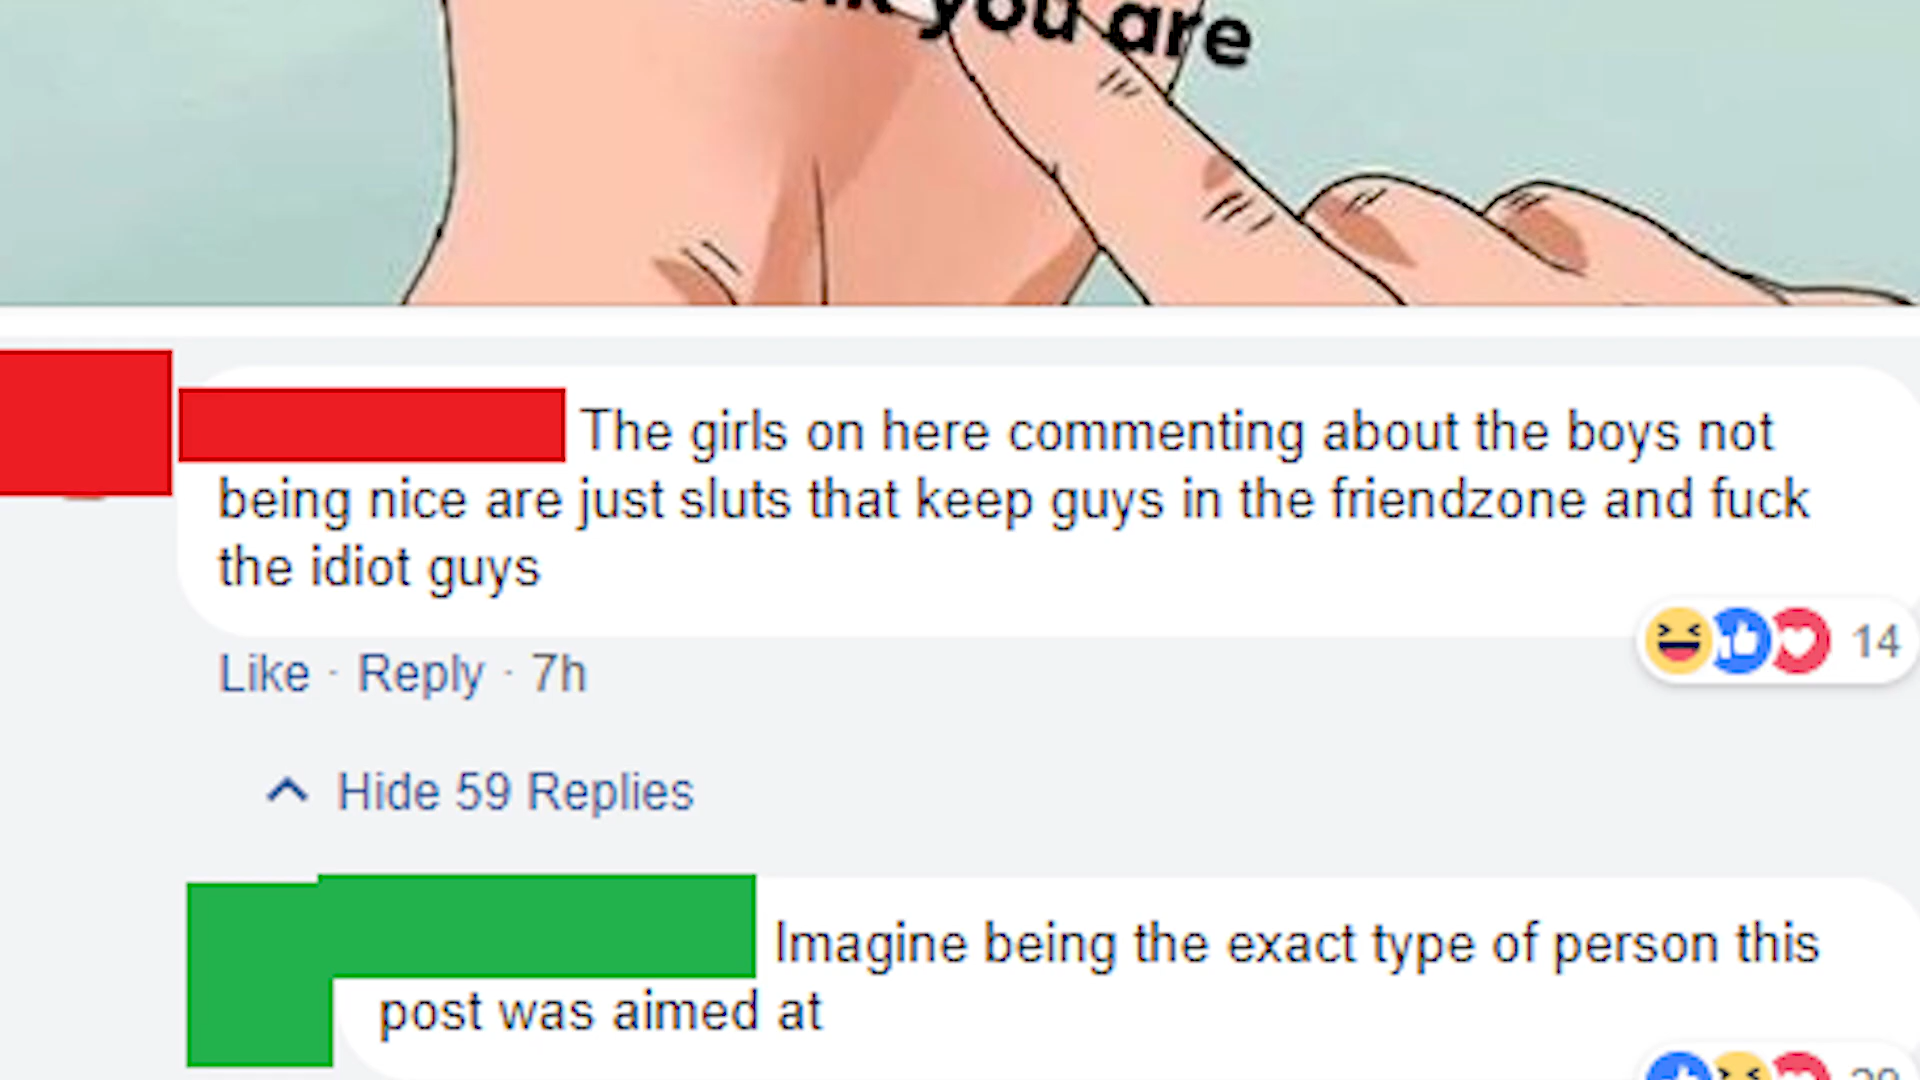 you are
The girls on here commenting about the boys not
being nice are just sluts that keep guys in the friendzone and fuck
the idiot guys
14
Like · Reply · 7h
Hide 59 Replies
Imagine being the exact type of person this
post was aimed at